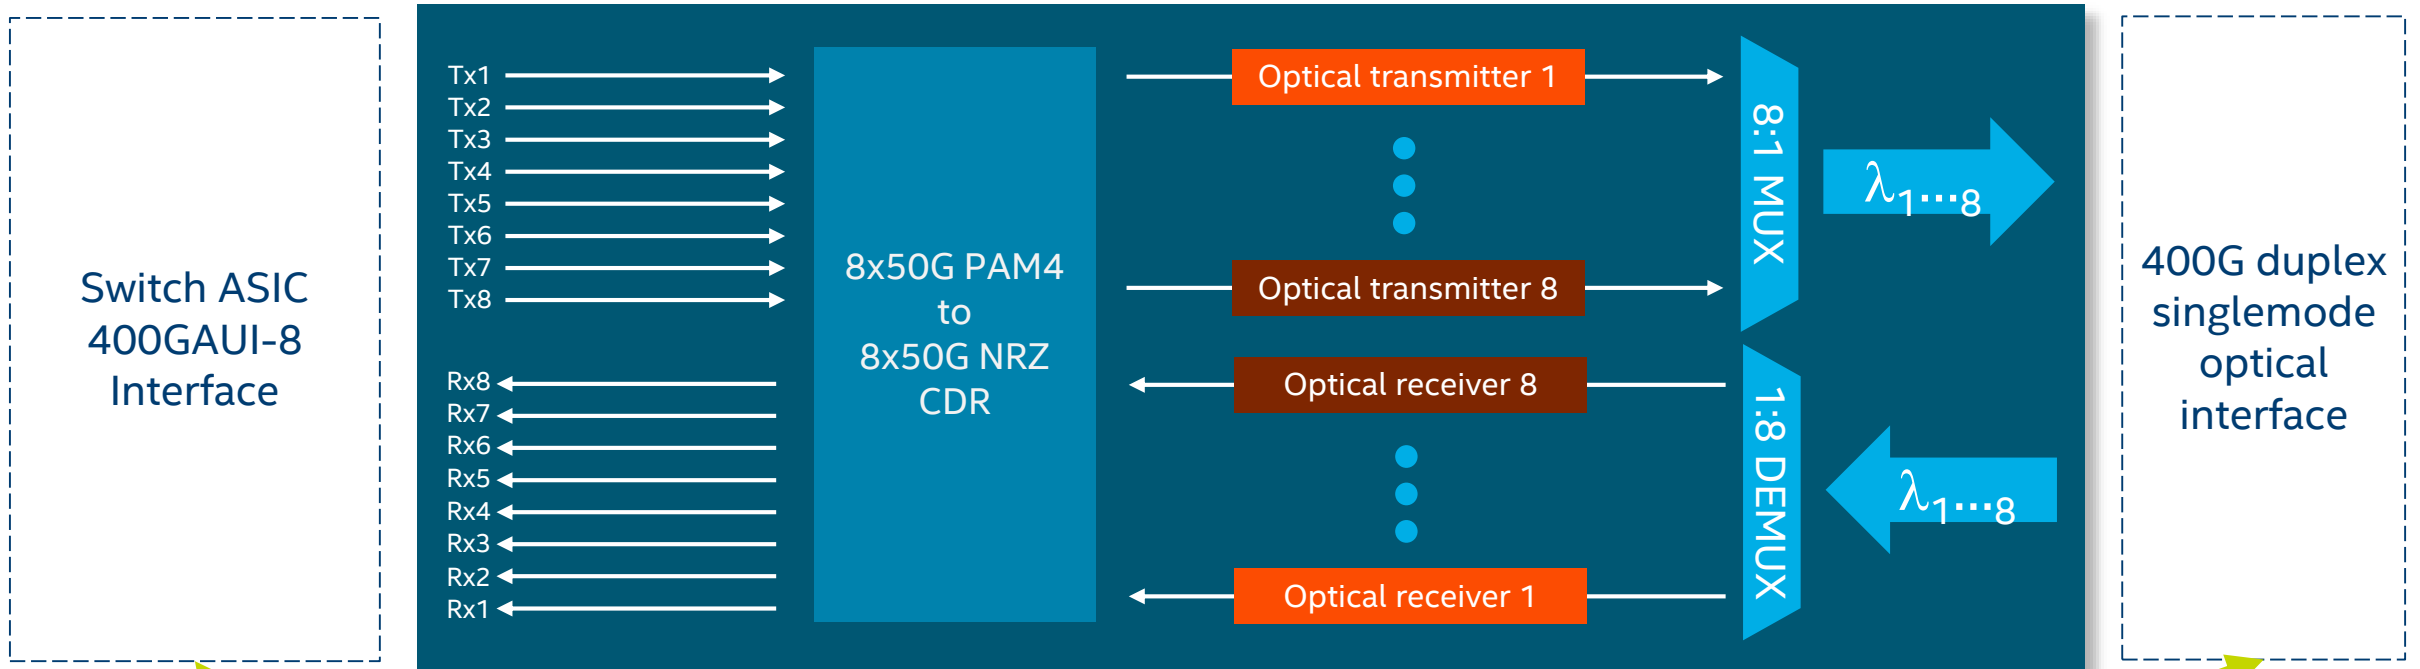 Switch ASIC
400GAUI-8
Interface
Tx1
Tx2
Tx3
Tx4
Tx5
Tx6
Tx7
Tx8
Rx8
Rx7
Rx6
Rx5
Rx4
Rx3
Rx2
Rx1
8x50G PAM4
to
8x50G NRZ
CDR
Optical transmitter 1
Optical transmitter 8
Optical receiver 8
Optical receiver 1
8:1 MUX
1:8 DEMUX
λ1...8
λ1...8
400G duplex
singlemode
optical
interface